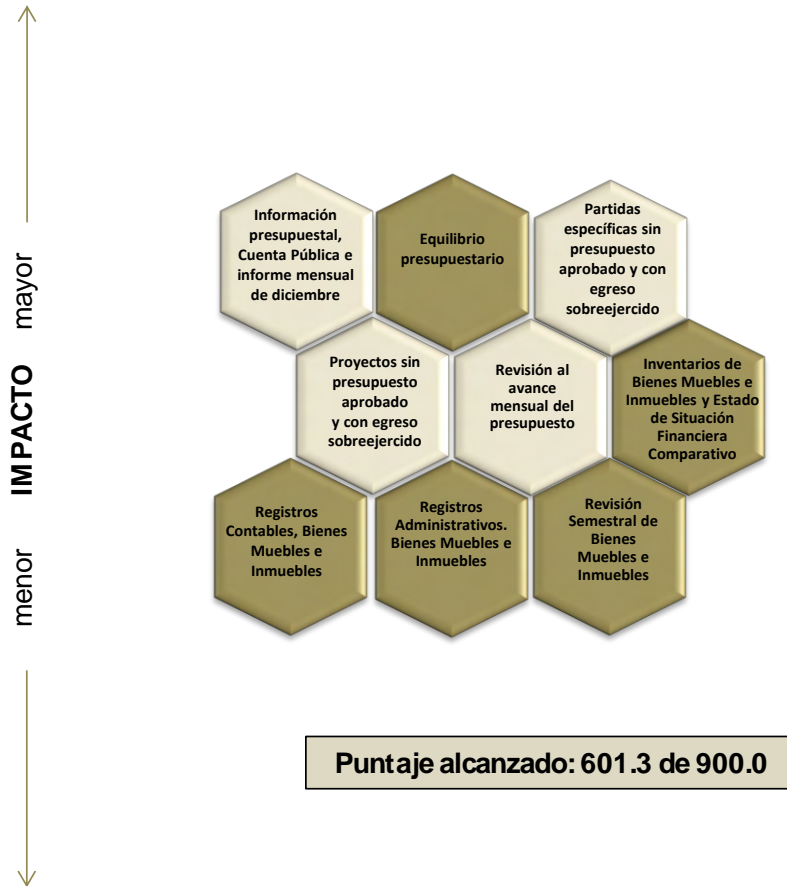 mayor
IMPACTO
menor
Información
presupuestal,
Cuenta Pública e
informe mensual
de diciembre
Equilibrio
presupuestario
Partidas
específicas sin
presupuesto
aprobado y con
egreso
sobreejercido
Proyectos sin
presupuesto
aprobado
y con egreso
sobreejercido
Revisión al
avance
mensual del
presupuesto
Inventarios de
Bienes Muebles e
Inmuebles y Estado
de Situación
Financiera
Comparativo
Registros
Contables, Bienes
Muebles e
Inmuebles
Registros
Administrativos.
Bienes Muebles e
Inmuebles
Revisión
Semestral de
Bienes
Muebles e
Inmuebles
Puntaje alcanzado: 601.3 de 900.0